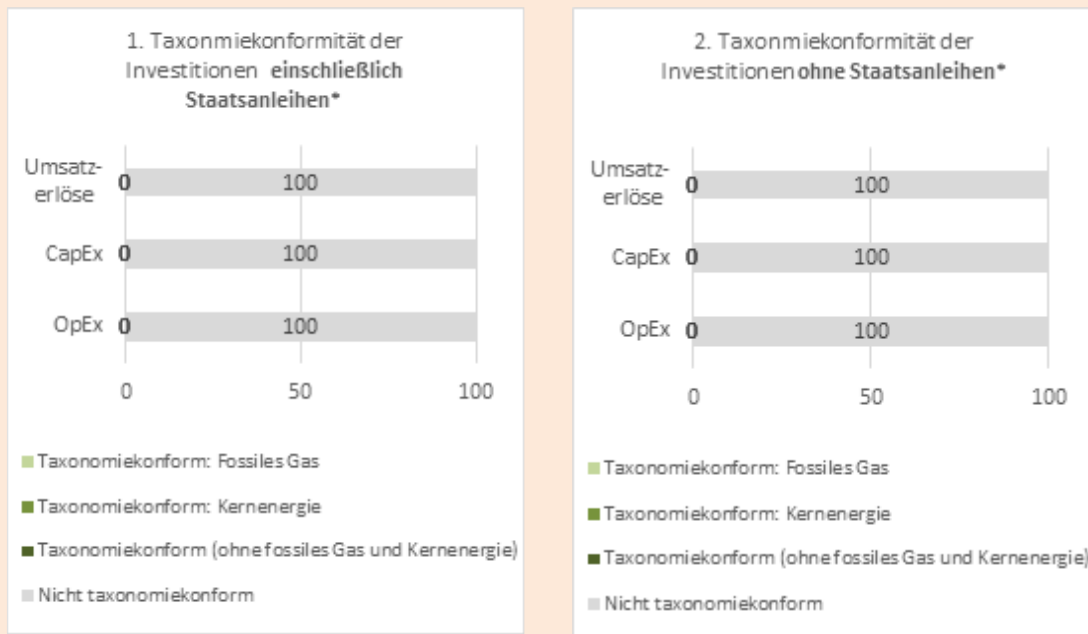 1. Taxonmiekonformität der
Investitionen einschließlich
Staatsanleihen*
Umsatz-
erlöse
0 100
CapEx 0 100
OpEx 0 100
0 50 100
Taxonomiekonform: Fossiles Gas
Taxonomiekonform: Kernenergie
Taxonomiekonform (ohne fossiles Gas und Kernenergie)
Nicht taxonomiekonform
2. Taxonmiekonformität der
Investitionen ohne Staatsanleihen*
Umsatz-
erlöse
0 100
CapEx 0 100
OpEx 0 100
0 50 100
Taxonomiekonform: Fossiles Gas
Taxonomiekonform: Kernenergie
Taxonomiekonform (ohne fossiles Gas und Kernenergie)
Nicht taxonomiekonform